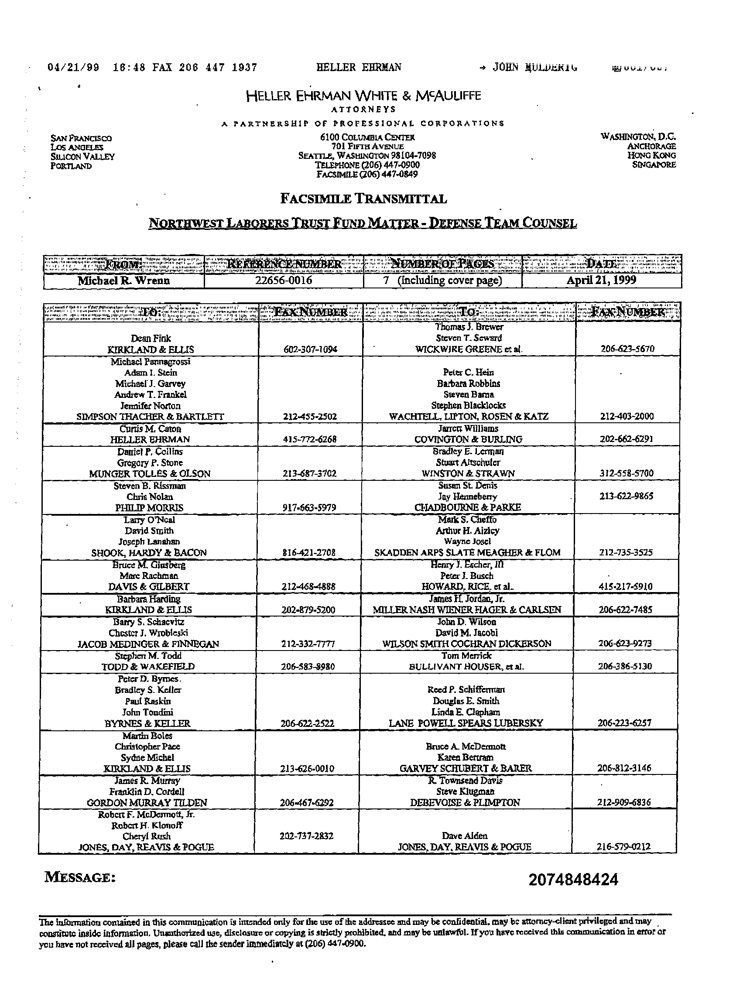 04/21/99 16:48 FAX 206 447 1937 HELLER EHRMAN → JOHN MULDERIG
HELLER EHRMAN WHITE & MCAULIFFE
ATTORNEYS
A PARTNERSHIP OF PROFESSIONAL CORPORATIONS
SAN FRANCISCO
LOS ANGELES
SILICON VALLEY
PORTLAND
6100 COLUMBIA CENTER
701 FIFTH AVENUE
SEATTLE, WASHINGTON 98104-7098
TELEPHONE (206) 447-0900
FACSIMILE (206) 447-0849
WASHINGTON, D.C.
ANCHORAGE
HONG KONG
SINGAPORE
FACSIMILE TRANSMITTAL
NORTHWEST LABORERS TRUST FUND MATTER - DEFENSE TEAM COUNSEL
FROM: REFERENCE NUMBER NUMBER OF PAGES DATE
Michael R. Wrenn 22656-0016 7 (including cover page) April 21, 1999
TO: FAX NUMBER TO: FAX NUMBER
Thomas J. Brewer
Dean Fink Steven T. Seward
KIRKLAND & ELLIS 602-307-1094 WICKWIRE GREENE et al. 206-623-5670
Michael Pannagrossi
Adam I. Stein Peter C. Hein
Michael J. Garvey Barbara Robbins
Andrew T. Frankel Steven Barna
Jennifer Norton Stephen Blacklocks
SIMPSON THACHER & BARTLETT 212-455-2502 WACHTELL, LIPTON, ROSEN & KATZ 212-403-2000
Curtis M. Caton Jarrett Williams
HELLER EHRMAN 415-772-6268 COVINGTON & BURLING 202-662-6291
Daniel P. Collins Bradley E. Lerman
Gregory P. Stone Stuart Altschuler
MUNGER TOLLES & OLSON 213-687-3702 WINSTON & STRAWN 312-558-5700
Steven B. Rissman Susan St. Denis
Chris Nolan Jay Henneberry 213-622-9865
PHILIP MORRIS 917-663-5979 CHADBOURNE & PARKE
Larry O'Neal Mark S. Cheffo
David Smith Arthur H. Aizley
Joseph Lanahan Wayne Josel
SHOOK, HARDY & BACON 816-421-2708 SKADDEN ARPS SLATE MEAGHER & FLOM 212-735-3525
Bruce M. Ginsberg Henry J. Escher, III
Marc Rachman Peter J. Busch
DAVIS & GILBERT 212-468-4888 HOWARD, RICE, et al. 415-217-5910
Barbara Harding James H. Jordan, Jr.
KIRKLAND & ELLIS 202-879-5200 MILLER NASH WIENER HAGER & CARLSEN 206-622-7485
Barry S. Schaevitz John D. Wilson
Chester J. Wrobleski David M. Jacobi
JACOB MEDINGER & FINNEGAN 212-332-7777 WILSON SMITH COCHRAN DICKERSON 206-623-9273
Stephen M. Todd Tom Merrick
TODD & WAKEFIELD 206-583-8980 BULLIVANT HOUSER, et al. 206-386-5130
Peter D. Byrnes.
Bradley S. Keller Reed P. Schifferman
Paul Raskin Douglas E. Smith
John Tondini Linda E. Clapham
BYRNES & KELLER 206-622-2522 LANE POWELL SPEARS LUBERSKY 206-223-6257
Martin Boles
Christopher Pace Bruce A. McDermott
Sydne Michel Karen Bertram
KIRKLAND & ELLIS 213-626-0010 GARVEY SCHUBERT & BARER 206-812-3146
James R. Murray R. Townsend Davis
Franklin D. Cordell Steve Klugman
GORDON MURRAY TILDEN 206-467-6292 DEBEVOISE & PLIMPTON 212-909-6836
Robert F. McDermott, Jr.
Robert H. Klonoff
Cheryl Rush 202-737-2832 Dave Alden
JONES, DAY, REAVIS & POGUE JONES, DAY, REAVIS & POGUE 216-579-0212
MESSAGE:
2074848424
The information contained in this communication is intended only for the use of the addressee and may be confidential, may be attorney-client privileged and may
constitute inside information. Unauthorized use, disclosure or copying is strictly prohibited, and may be unlawful. If you have received this communication in error or
you have not received all pages, please call the sender immediately at (206) 447-0900.